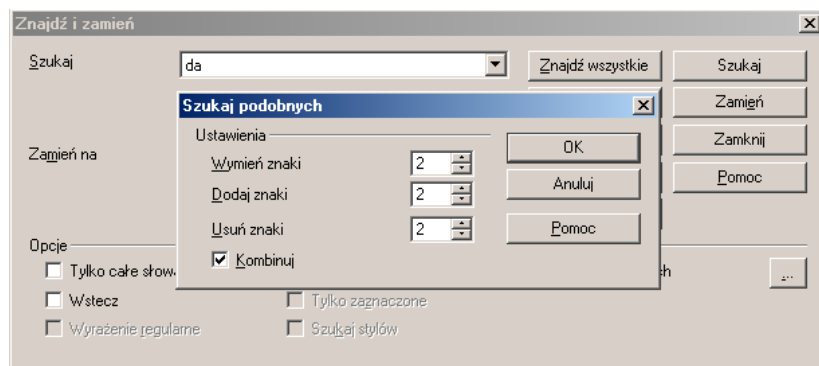 Znajdź i zamień
Szukaj
da
Znajdź wszystkie
Szukaj
Zamień
Zamknij
Pomoc
Zamień na
Szukaj podobnych
Ustawienia
Wymień znaki
2
Dodaj znaki
2
Usuń znaki
2
Kombinuj
OK
Anuluj
Pomoc
Opcje
Tylko całe słow
h
...
Wstecz
Tylko zaznaczone
Wyrażenie regularne
Szukaj stylów